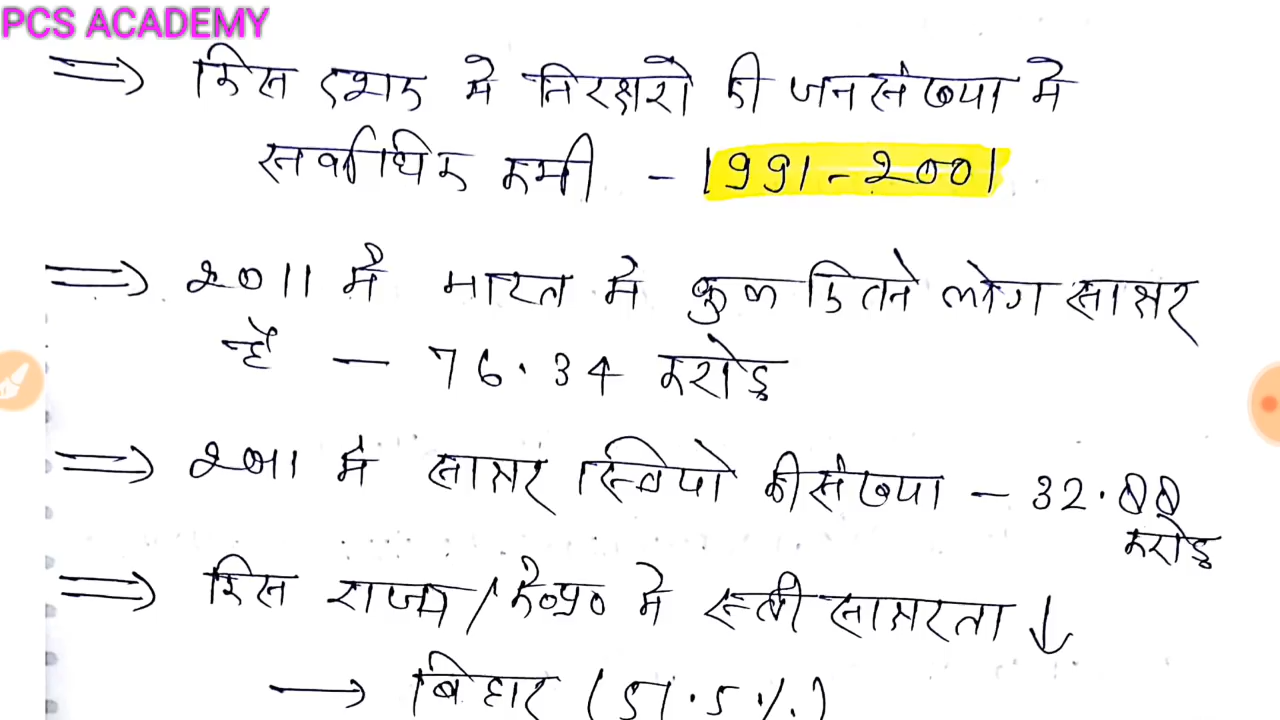 PCS ACADEMY
⇒ किस दशक मे निरक्षरो की जनसंख्या मे
सर्वाधिक कमी - 1991-2001
⇒ 2011 मे भारत मे कुल कितने लोग साक्षर
है - 76.34 करोड़
⇒ 2011 मे साक्षर स्त्रियो की संख्या - 32.88
करोड़
⇒ किस राज्य / के०प्र० मे स्त्री साक्षरता ↓
→ बिहार (51.5%)